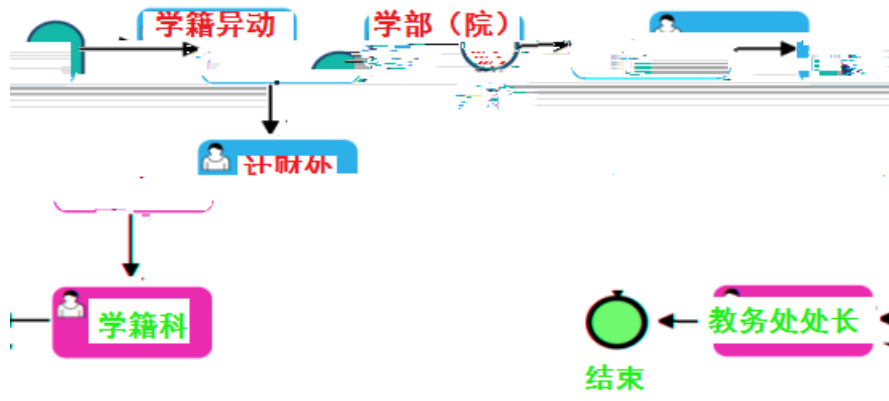 学籍异动
学部（院）
计财处
学籍科
教务处处长
结束